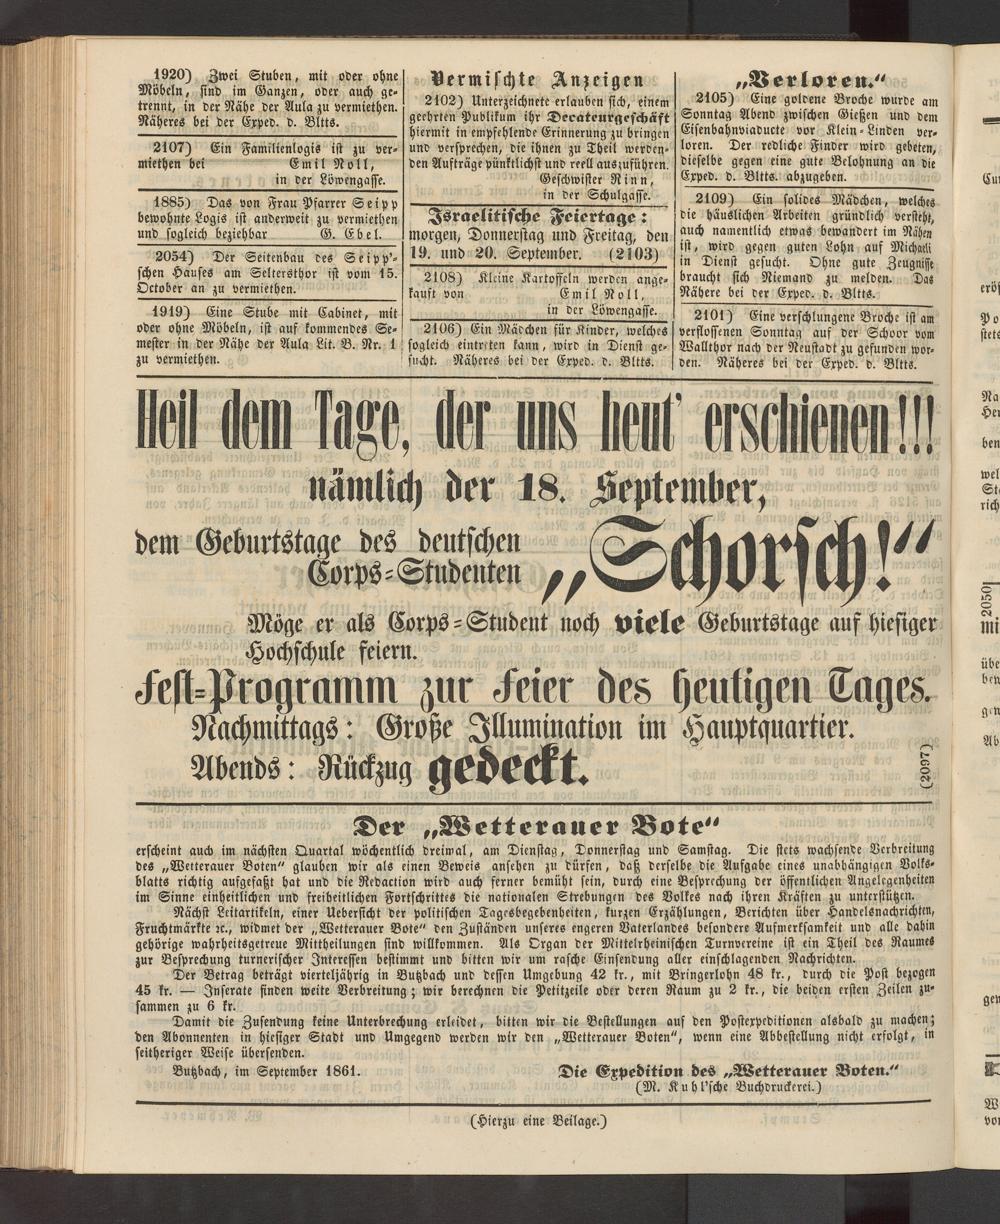 1920) Zwei Stuben, mit oder ohne
Möbeln, sind im Ganzen, oder auch ge-
trennt, in der Nähe der Aula zu vermiethen.
Näheres bei der Exped. d. Bltts.
2107) Ein Familienlogis ist zu ver-
miethen bei Emil Noll,
in der Löwengasse.
1885) Das von Frau Pfarrer Seipp
bewohnte Logis ist anderweit zu vermiethen
und sogleich beziehbar G. Ebel.
2054) Der Seitenbau des Seipp'-
schen Hauses am Seltersthor ist vom 15.
October an zu vermiethen.
1919) Eine Stube mit Cabinet, mit
oder ohne Möbeln, ist auf kommendes Se-
mester in der Nähe der Aula Lit. B. Nr. 1
zu vermiethen.
Vermischte Anzeigen
2102) Unterzeichnete erlauben sich, einem
geehrten Publikum ihr Decateurgeschäft
hiermit in empfehlende Erinnerung zu bringen
und versprechen, die ihnen zu Theil werden-
den Aufträge pünktlichst und reell auszuführen.
Geschwister Rinn,
in der Schulgasse.
Israelitische Feiertage:
morgen, Donnerstag und Freitag, den
19. und 20. September. (2103)
2108) Kleine Kartoffeln werden ange-
kauft von Emil Noll,
in der Löwengasse.
2106) Ein Mädchen für Kinder, welches
sogleich eintreten kann, wird in Dienst ge-
sucht. Näheres bei der Exped. d. Bltts.
„Verloren.“
2105) Eine goldene Broche wurde am
Sonntag Abend zwischen Gießen und dem
Eisenbahnviaducte vor Klein-Linden ver-
loren. Der redliche Finder wird gebeten,
dieselbe gegen eine gute Belohnung an die
Exped. d. Bltts. abzugeben.
2109) Ein solides Mädchen, welches
die häuslichen Arbeiten gründlich versteht,
auch namentlich etwas bewandert im Nähen
ist, wird gegen guten Lohn auf Michaeli
in Dienst gesucht. Ohne gute Zeugnisse
braucht sich Niemand zu melden. Das
Nähere bei der Exped. d. Bltts.
2101) Eine verschlungene Broche ist am
verflossenen Sonntag auf der Schoor vom
Wallthor nach der Neustadt zu gefunden wor-
den. Näheres bei der Exped. d. Bltts.
Heil dem Tage, der uns heut' erschienen!!!
nämlich der 18. September,
dem Geburtstage des deutschen
Corps-Studenten „Schorsch!“
Möge er als Corps-Student noch viele Geburtstage auf hiesiger
Hochschule feiern.
Fest-Programm zur Feier des heutigen Tages.
Nachmittags: Große Illumination im Hauptquartier.
Abends: Rückzug gedeckt.
(2097)
Der „Wetterauer Bote“
erscheint auch im nächsten Quartal wöchentlich dreimal, am Dienstag, Donnerstag und Samstag. Die stets wachsende Verbreitung
des „Wetterauer Boten“ glauben wir als einen Beweis ansehen zu dürfen, daß derselbe die Aufgabe eines unabhängigen Volks-
blatts richtig aufgefaßt hat und die Redaction wird auch ferner bemüht sein, durch eine Besprechung der öffentlichen Angelegenheiten
im Sinne einheitlichen und freiheitlichen Fortschrittes die nationalen Strebungen des Volkes nach ihren Kräften zu unterstützen.
Nächst Leitartikeln, einer Uebersicht der politischen Tagesbegebenheiten, kurzen Erzählungen, Berichten über Handelsnachrichten,
Fruchtmärkte ꝛc., widmet der „Wetterauer Bote“ den Zuständen unseres engeren Vaterlandes besondere Aufmerksamkeit und alle dahin
gehörige wahrheitsgetreue Mittheilungen sind willkommen. Als Organ der Mittelrheinischen Turnvereine ist ein Theil des Raumes
zur Besprechung turnerischer Interessen bestimmt und bitten wir um rasche Einsendung aller einschlagenden Nachrichten.
Der Betrag beträgt vierteljährig in Butzbach und dessen Umgebung 42 kr., mit Bringerlohn 48 kr., durch die Post bezogen
45 kr. — Inserate finden weite Verbreitung; wir berechnen die Petitzeile oder deren Raum zu 2 kr., die beiden ersten Zeilen zu-
sammen zu 6 kr.
Damit die Zusendung keine Unterbrechung erleidet, bitten wir die Bestellungen auf den Postexpeditionen alsbald zu machen;
den Abonnenten in hiesiger Stadt und Umgegend werden wir den „Wetterauer Boten“, wenn eine Abbestellung nicht erfolgt, in
seitheriger Weise übersenden.
Butzbach, im September 1861. Die Expedition des „Wetterauer Boten.“
(M. Kuhl'sche Buchdruckerei.)
(Hierzu eine Beilage.)